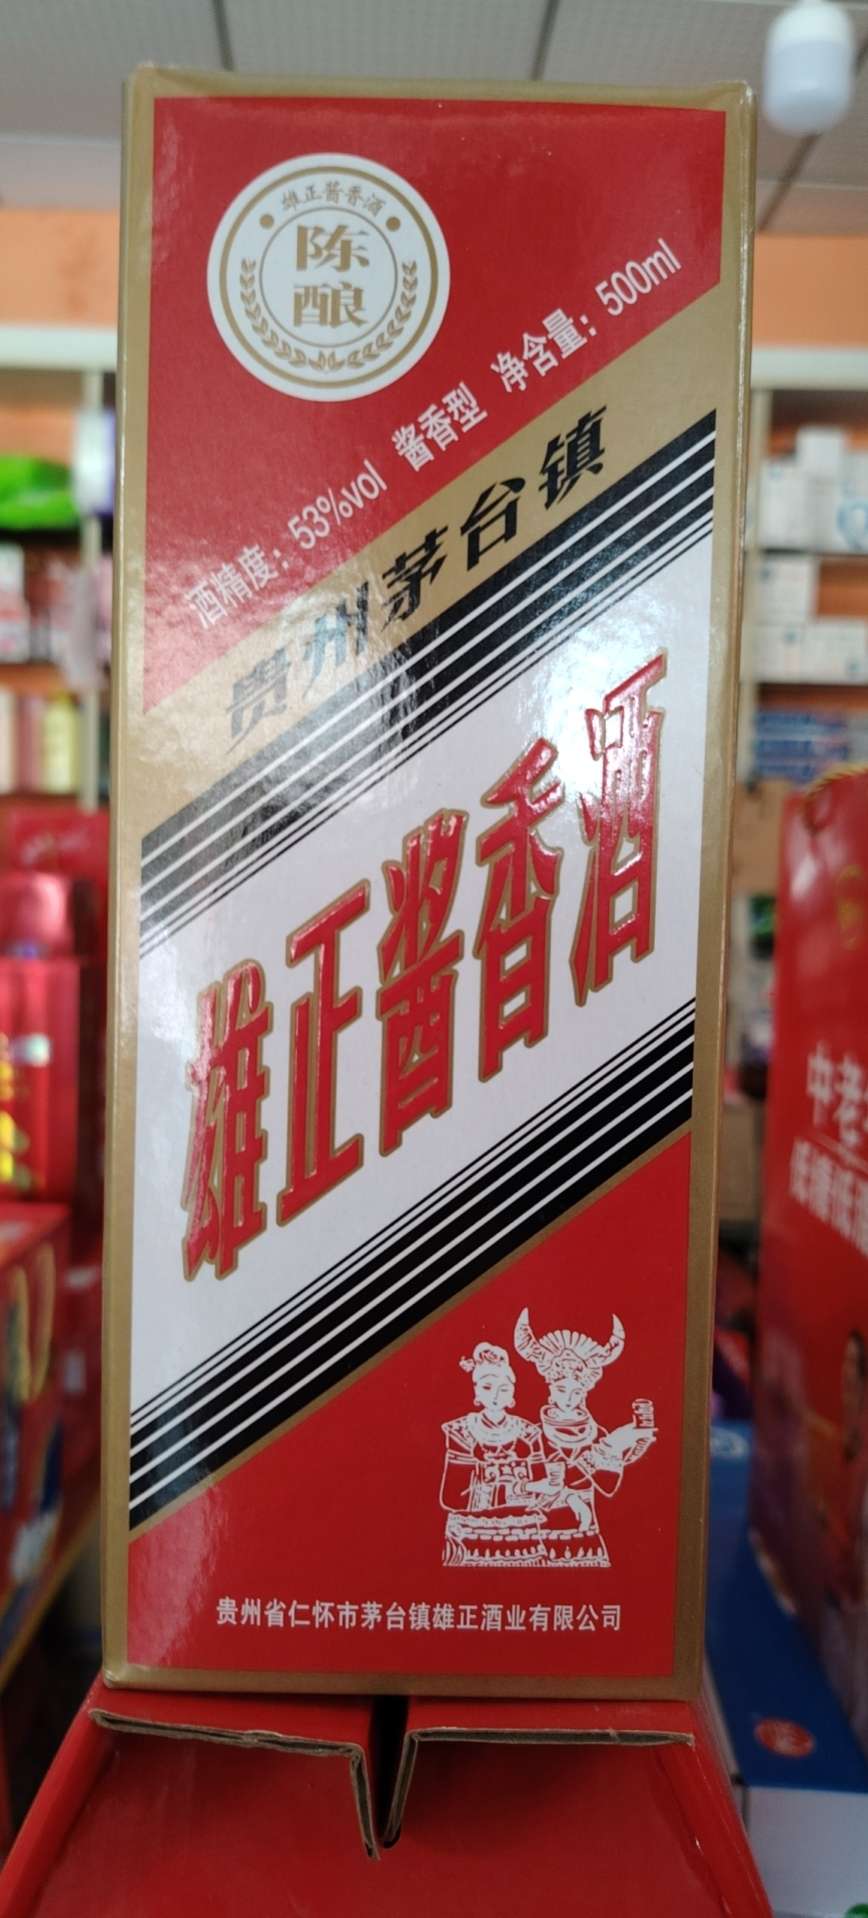 雄正酱香酒
陈
酿
酒精度：53%vol 酱香型 净含量：500ml
贵州茅台镇
雄正酱香酒
贵州省仁怀市茅台镇雄正酒业有限公司
中老